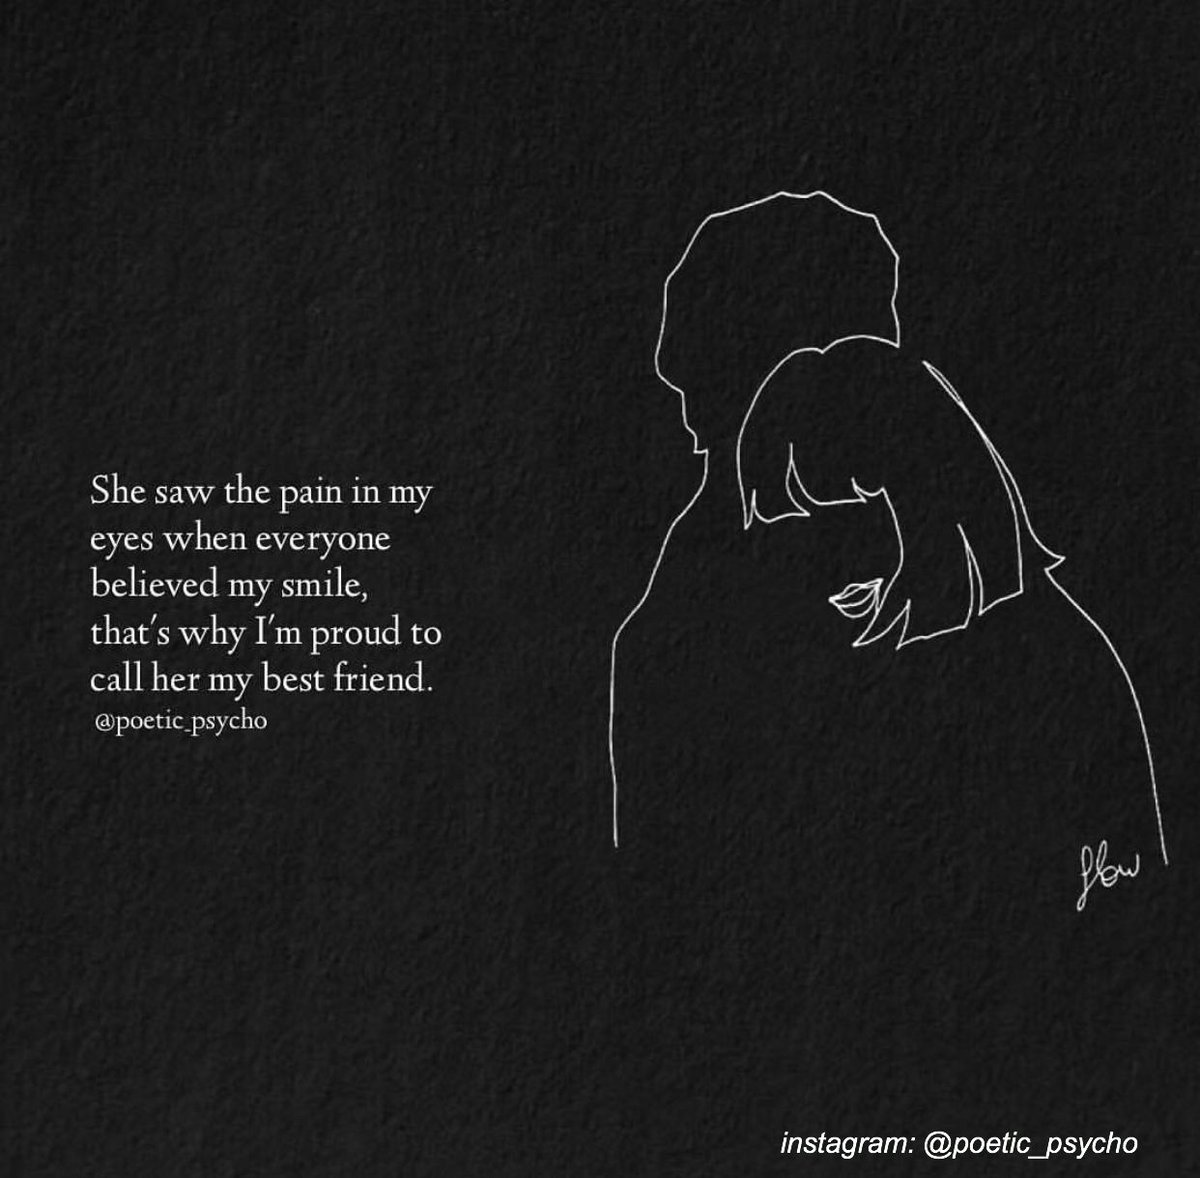 She saw the pain in my
eyes when everyone
believed my smile,
that's why I'm proud to
call her my best friend.
@poetic_psycho
flow
instagram: @poetic_psycho